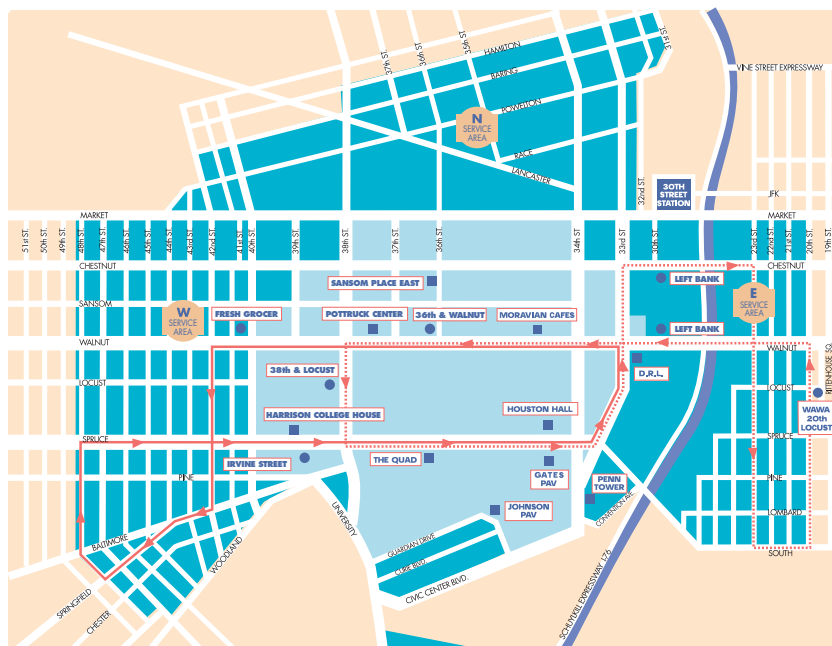 HAMILTON
31st ST.
35th ST.
36th ST.
37th ST.
BARING
VINE STREET EXPRESSWAY
POWELTON
N
SERVICE
AREA
RACE
LANCASTER
32nd ST.
30TH
STREET
STATION
JFK
MARKET
MARKET
51st ST.
50th ST.
49th ST.
48th ST.
47th ST.
46th ST.
45th ST.
44th ST.
43rd ST.
42nd ST.
41st ST.
40th ST.
39th ST.
38th ST.
37th ST.
36th ST.
34th ST.
33rd ST.
30th ST.
23rd ST.
22nd ST.
21st ST.
20th ST.
19th ST.
CHESTNUT
CHESTNUT
SANSOM PLACE EAST
LEFT BANK
SANSOM
W
SERVICE
AREA
E
SERVICE
AREA
FRESH GROCER
POTTRUCK CENTER
36th & WALNUT
MORAVIAN CAFES
LEFT BANK
WALNUT
WALNUT
RITTENHOUSE SQ.
38th & LOCUST
D.R.L.
LOCUST
LOCUST
HARRISON COLLEGE HOUSE
HOUSTON HALL
WAWA
20th
LOCUST
SPRUCE
SPRUCE
IRVINE STREET
THE QUAD
GATES
PAV
PINE
PENN
TOWER
PINE
JOHNSON
PAV
CONVENTION AVE.
LOMBARD
UNIVERSITY
BALTIMORE
WOODLAND
GUARDIAN DRIVE
CURIE BLVD.
CIVIC CENTER BLVD.
SOUTH
SPRINGFIELD
CHESTER
SCHUYLKILL EXPRESSWAY I-76